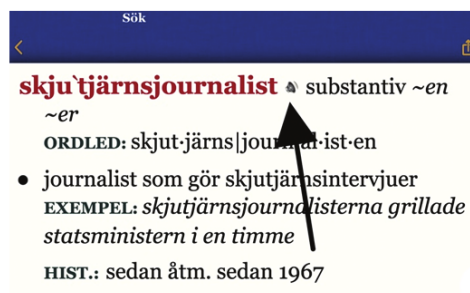 Sök
skju`tjärnsjournalist substantiv ~en
~er
ORDLED: skjut·järns|journal·ist·en
● journalist som gör skjutjärnsintervjuer
EXEMPEL: skjutjärnsjournalisterna grillade
statsministern i en timme
HIST.: sedan åtm. sedan 1967